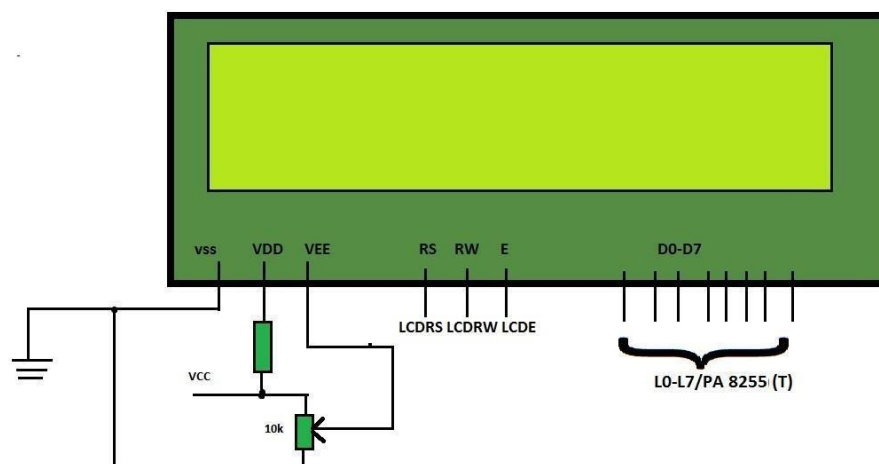 vss VDD VEE RS RW E D0-D7
LCDRS LCDRW LCDE
VCC
L0-L7/PA 8255 (T)
10k